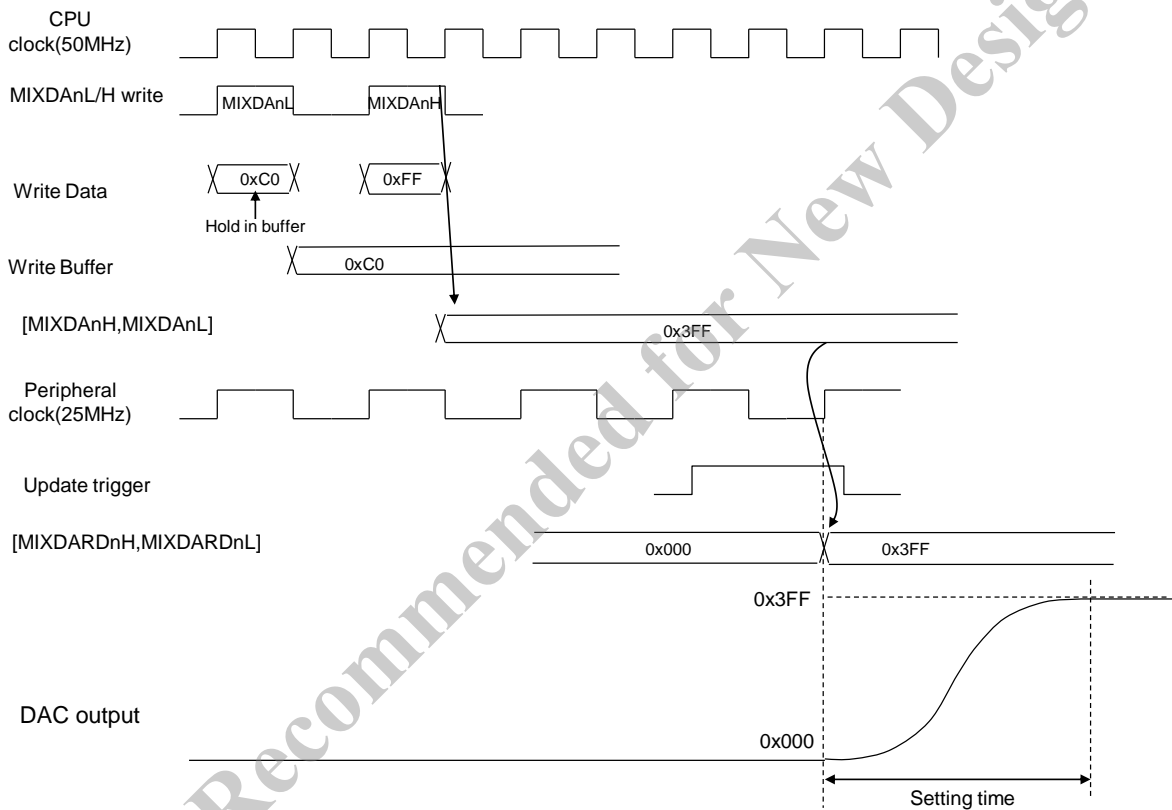 CPU
clock(50MHz)
MIXDAnL/H write
MIXDAnL
MIXDAnH
Write Data
0xC0
0xFF
Hold in buffer
Write Buffer
0xC0
[MIXDAnH,MIXDAnL]
0x3FF
Peripheral
clock(25MHz)
Update trigger
[MIXDARDnH,MIXDARDnL]
0x000
0x3FF
0x3FF
DAC output
0x000
Setting time
Recommended for New Desig